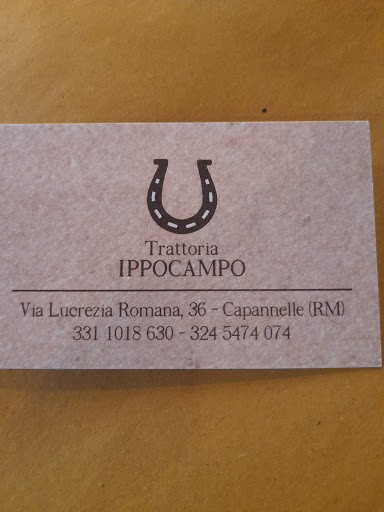 Trattoria
IPPOCAMPO
Via Lucrezia Romana, 36 - Capannelle (RM)
331 1018 630 - 324 5474 074